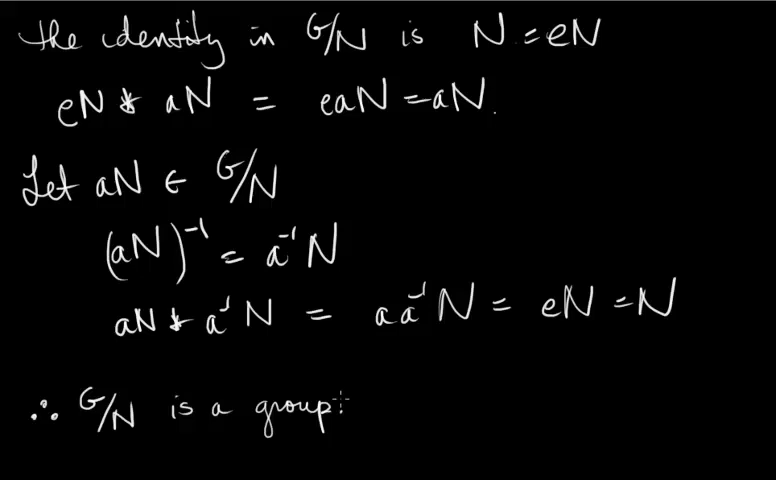 the identity in G/N is N = eN
eN * aN = eaN = aN.
Let aN ∈ G/N
(aN)⁻¹ = a⁻¹N
aN * a⁻¹N = aa⁻¹N = eN = N
∴ G/N is a group.